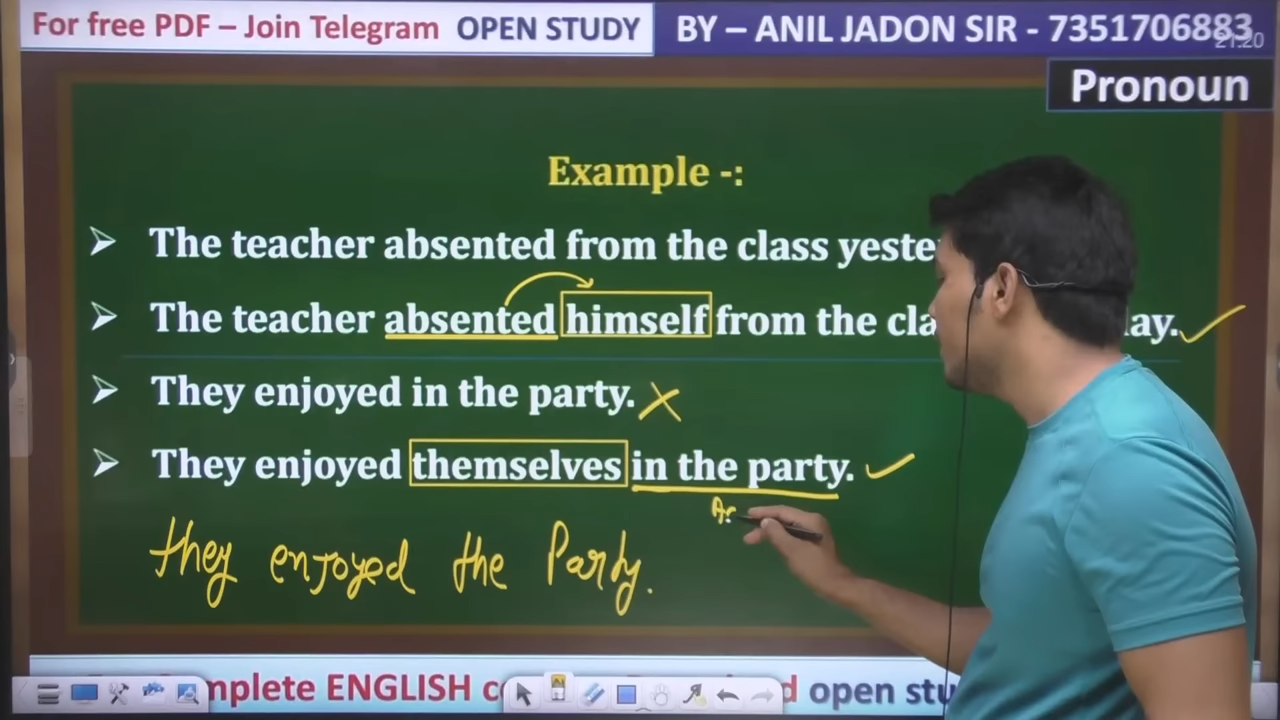 For free PDF – Join Telegram OPEN STUDY BY – ANIL JADON SIR - 7351706883
21:20
Pronoun
Example -:
➢ The teacher absented from the class yeste
➢ The teacher absented himself from the cla ay.
➢ They enjoyed in the party.
➢ They enjoyed themselves in the party.
they enjoyed the Party.
mplete ENGLISH c d open stu